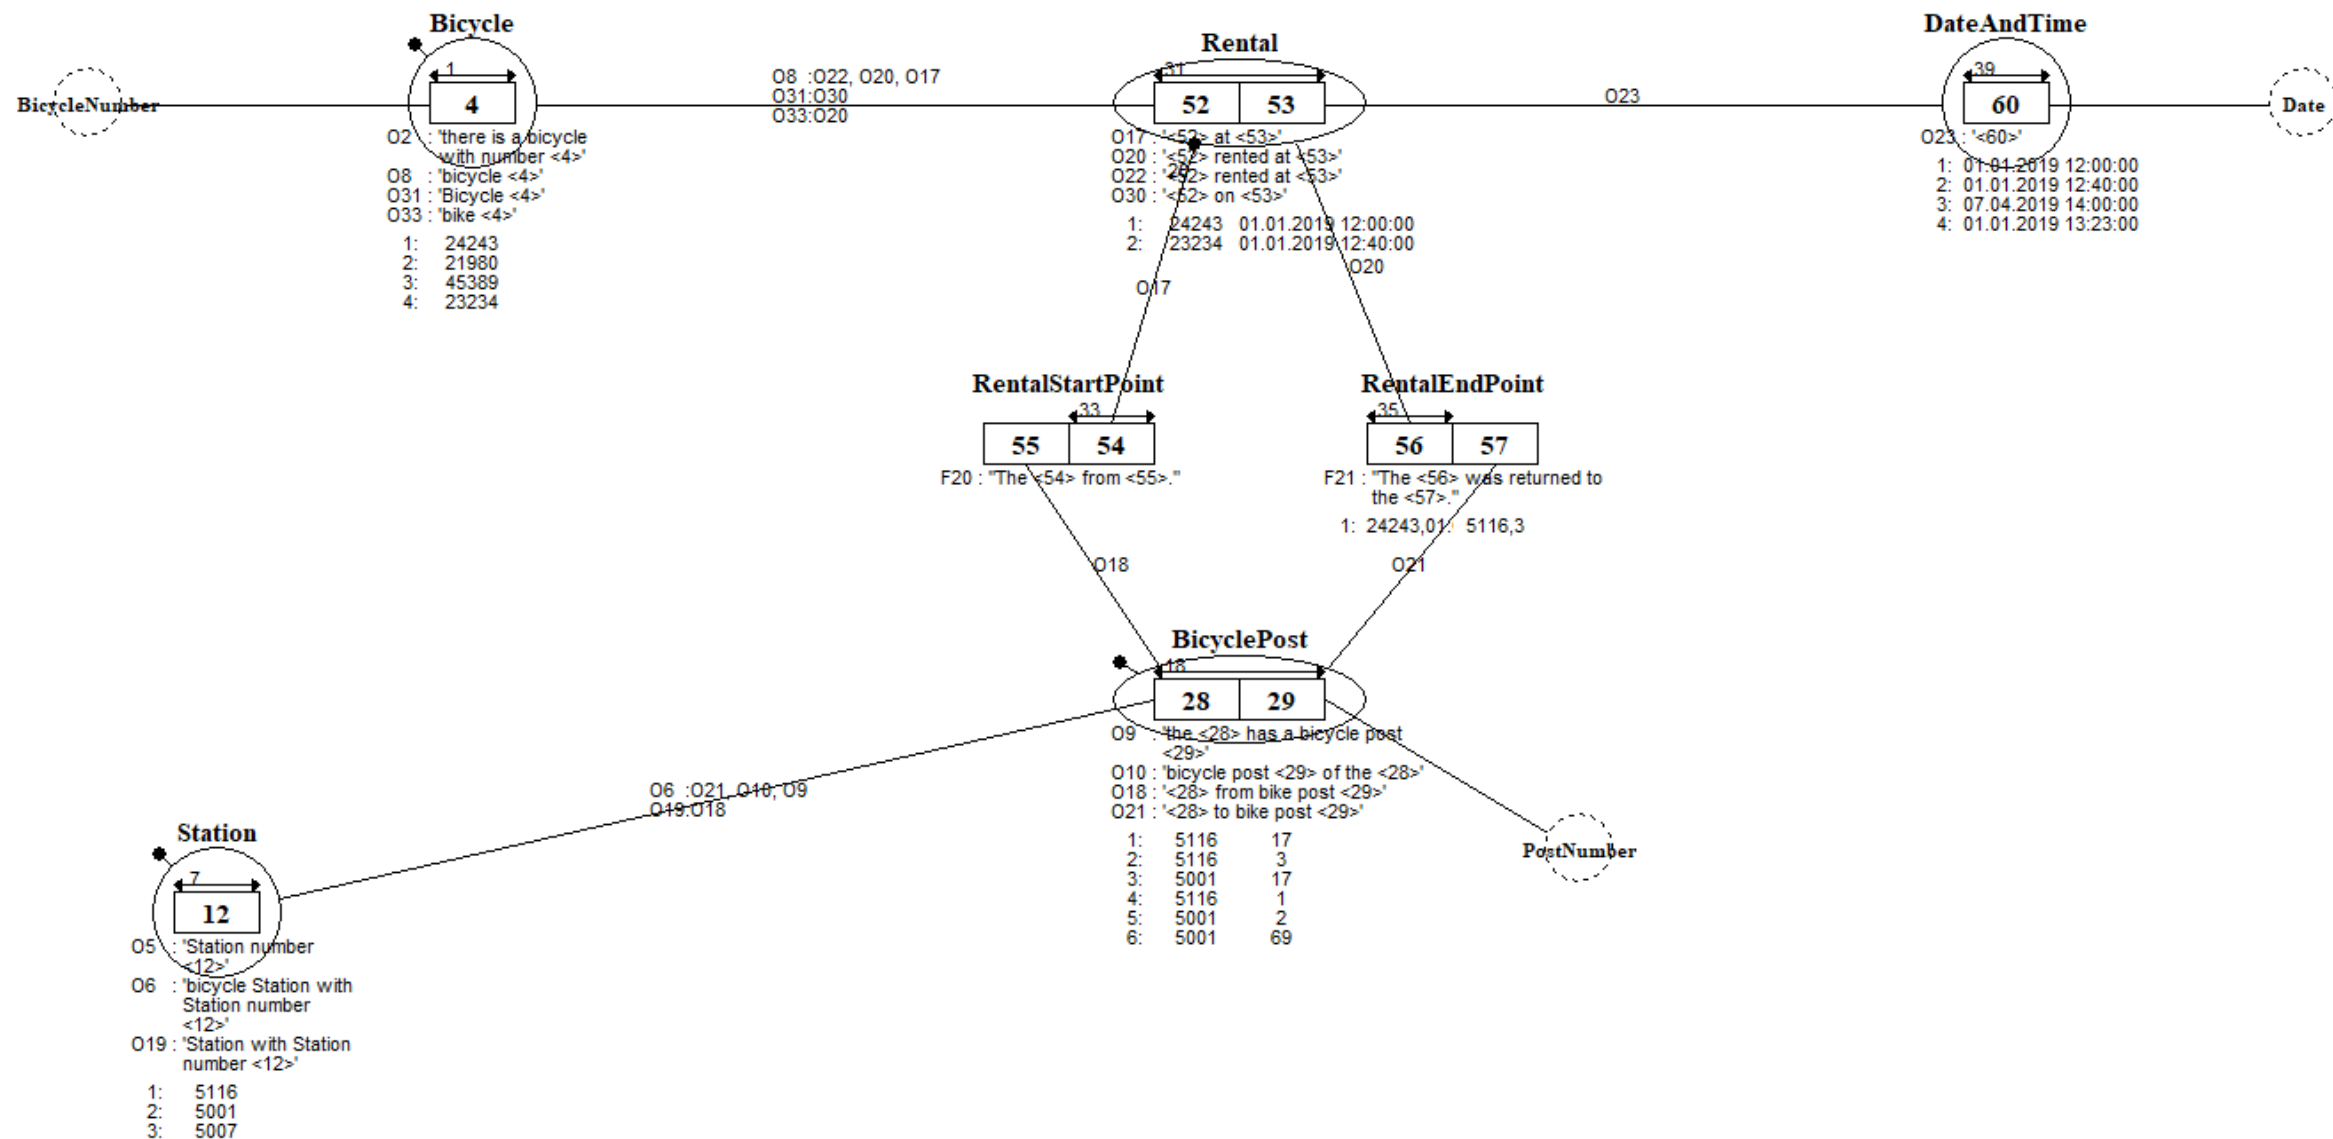 Bicycle
1
4
BicycleNumber
O2 : 'there is a bicycle
with number <4>'
O8 : 'bicycle <4>'
O31 : 'Bicycle <4>'
O33 : 'bike <4>'
1: 24243
2: 21980
3: 45389
4: 23234
O8 :O22, O20, O17
O31:O30
O33:O20
Rental
31
52 53
O17 : '<52> at <53>'
O20 : '<52> rented at <53>'
O22 : '<52> rented at <53>'
O30 : '<52> on <53>'
1: 24243 01.01.2019 12:00:00
2: 23234 01.01.2019 12:40:00
O23
DateAndTime
39
60
Date
O23 : '<60>'
1: 01.01.2019 12:00:00
2: 01.01.2019 12:40:00
3: 07.04.2019 14:00:00
4: 01.01.2019 13:23:00
O17
O20
RentalStartPoint
33
55 54
F20 : "The <54> from <55>."
RentalEndPoint
35
56 57
F21 : "The <56> was returned to
the <57>."
1: 24243,01. 5116,3
O18
O21
BicyclePost
18
28 29
O9 : 'the <28> has a bicycle post
<29>'
O10 : 'bicycle post <29> of the <28>'
O18 : '<28> from bike post <29>'
O21 : '<28> to bike post <29>'
1: 5116 17
2: 5116 3
3: 5001 17
4: 5116 1
5: 5001 2
6: 5001 69
PostNumber
O6 :O21, O10, O9
O19:O18
Station
7
12
O5 : 'Station number
<12>'
O6 : 'bicycle Station with
Station number
<12>'
O19 : 'Station with Station
number <12>'
1: 5116
2: 5001
3: 5007